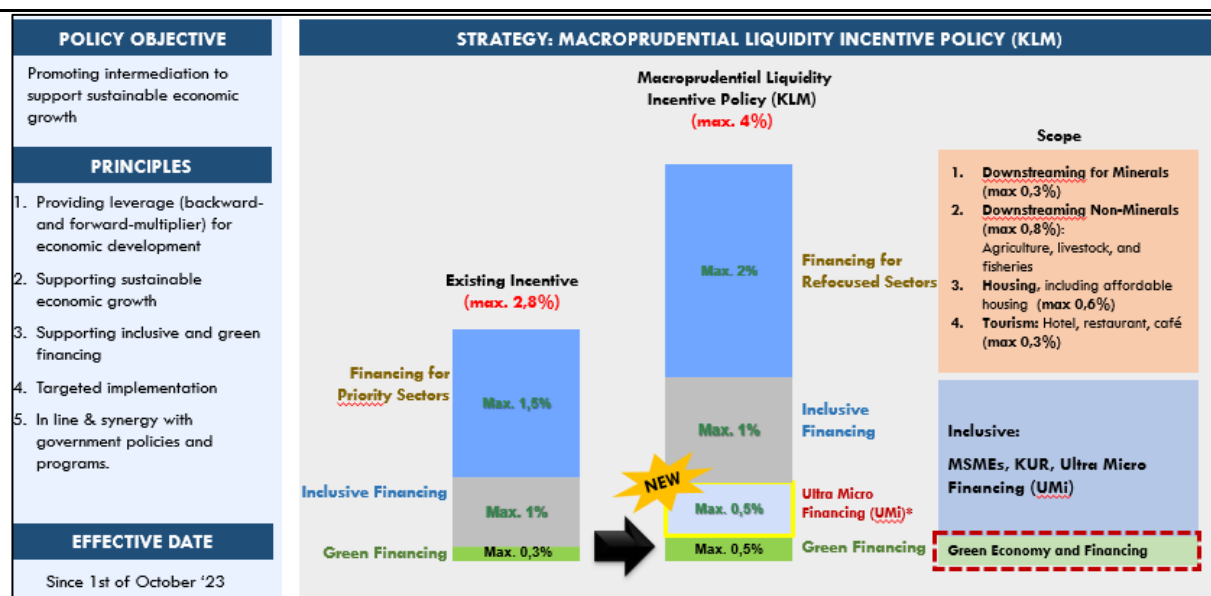 POLICY OBJECTIVE
Promoting intermediation to
support sustainable economic
growth
PRINCIPLES
1. Providing leverage (backward-
and forward-multiplier) for
economic development
2. Supporting sustainable
economic growth
3. Supporting inclusive and green
financing
4. Targeted implementation
5. In line & synergy with
government policies and
programs.
EFFECTIVE DATE
Since 1st of October ‘23
STRATEGY: MACROPRUDENTIAL LIQUIDITY INCENTIVE POLICY (KLM)
Existing Incentive
(max. 2,8%)
Financing for
Priority Sectors
Max. 1,5%
Inclusive Financing
Max. 1%
Green Financing
Max. 0,3%
Macroprudential Liquidity
Incentive Policy (KLM)
(max. 4%)
Max. 2%
Financing for
Refocused Sectors
Max. 1%
Inclusive
Financing
NEW
Max. 0,5%
Ultra Micro
Financing (UMi)*
Max. 0,5%
Green Financing
Scope
1. Downstreaming for Minerals
(max 0,3%)
2. Downstreaming Non-Minerals
(max 0,8%):
Agriculture, livestock, and
fisheries
3. Housing, including affordable
housing (max 0,6%)
4. Tourism: Hotel, restaurant, café
(max 0,3%)
Inclusive:
MSMEs, KUR, Ultra Micro
Financing (UMi)
Green Economy and Financing